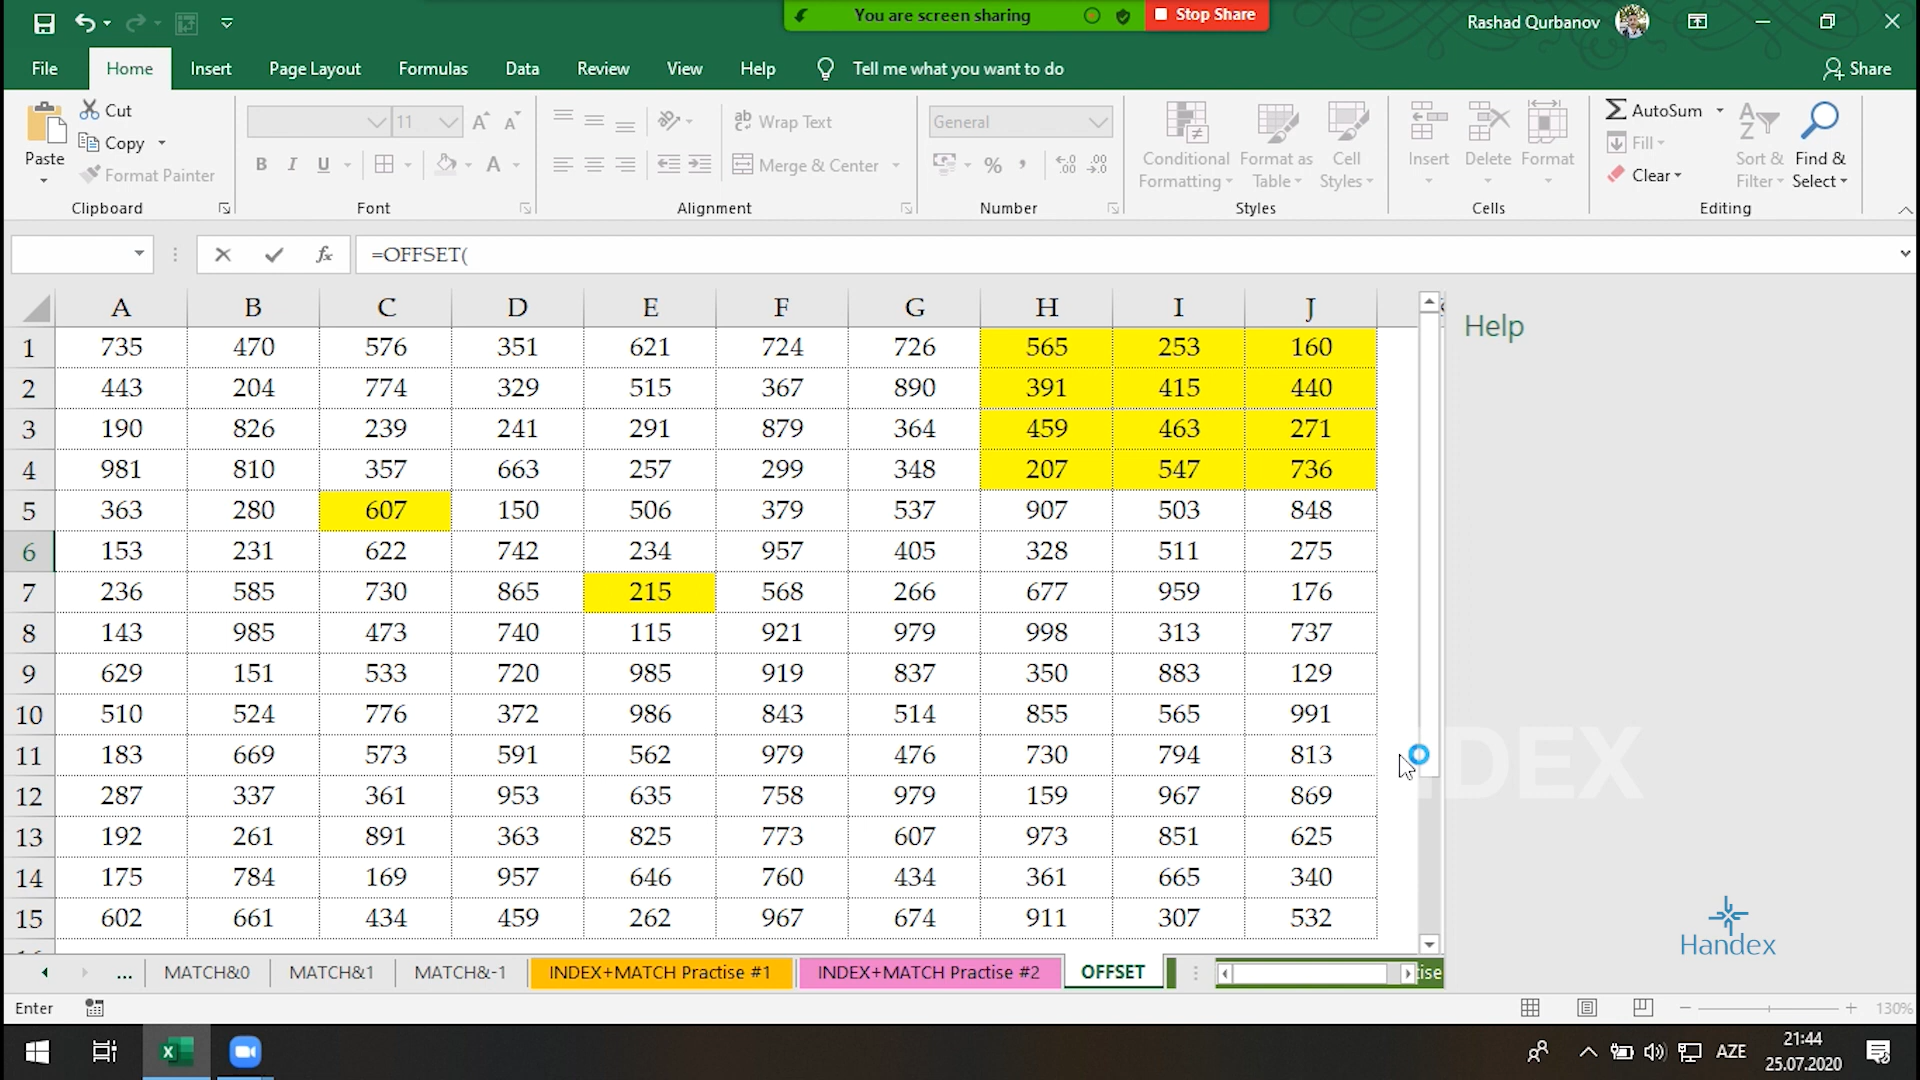 You are screen sharing
Stop Share
Rashad Qurbanov
File Home Insert Page Layout Formulas Data Review View Help Tell me what you want to do Share
Paste
Cut
Copy
Format Painter
Clipboard
11
B I U
Font
Wrap Text
Merge & Center
Alignment
General
%
Number
Conditional Formatting
Format as Table
Cell Styles
Styles
Insert Delete Format
Cells
AutoSum
Fill
Clear
Sort & Filter
Find & Select
Editing
fx =OFFSET(
A B C D E F G H I J
1 735 470 576 351 621 724 726 565 253 160
2 443 204 774 329 515 367 890 391 415 440
3 190 826 239 241 291 879 364 459 463 271
4 981 810 357 663 257 299 348 207 547 736
5 363 280 607 150 506 379 537 907 503 848
6 153 231 622 742 234 957 405 328 511 275
7 236 585 730 865 215 568 266 677 959 176
8 143 985 473 740 115 921 979 998 313 737
9 629 151 533 720 985 919 837 350 883 129
10 510 524 776 372 986 843 514 855 565 991
11 183 669 573 591 562 979 476 730 794 813
12 287 337 361 953 635 758 979 159 967 869
13 192 261 891 363 825 773 607 973 851 625
14 175 784 169 957 646 760 434 361 665 340
15 602 661 434 459 262 967 674 911 307 532
Help
Handex
... MATCH&0 MATCH&1 MATCH&-1 INDEX+MATCH Practise #1 INDEX+MATCH Practise #2 OFFSET
Enter
130%
AZE
21:44
25.07.2020